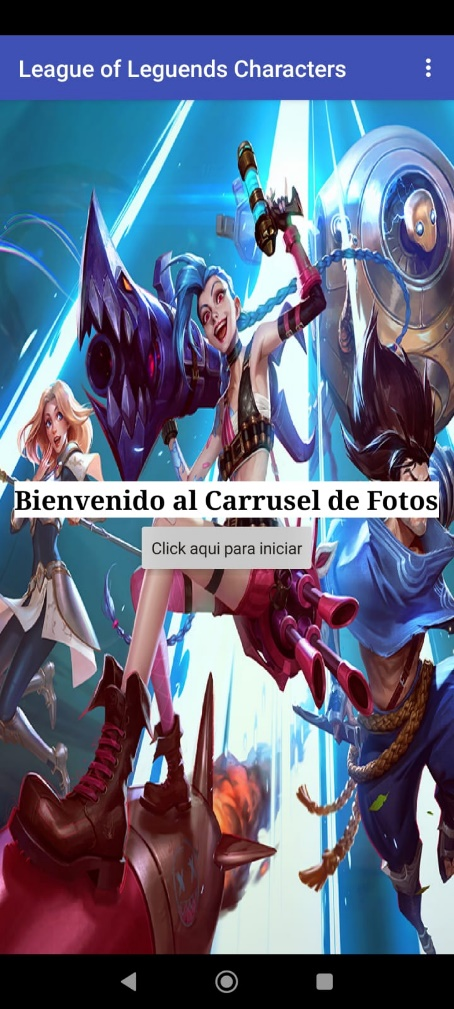 League of Leguends Characters
Bienvenido al Carrusel de Fotos
Click aqui para iniciar